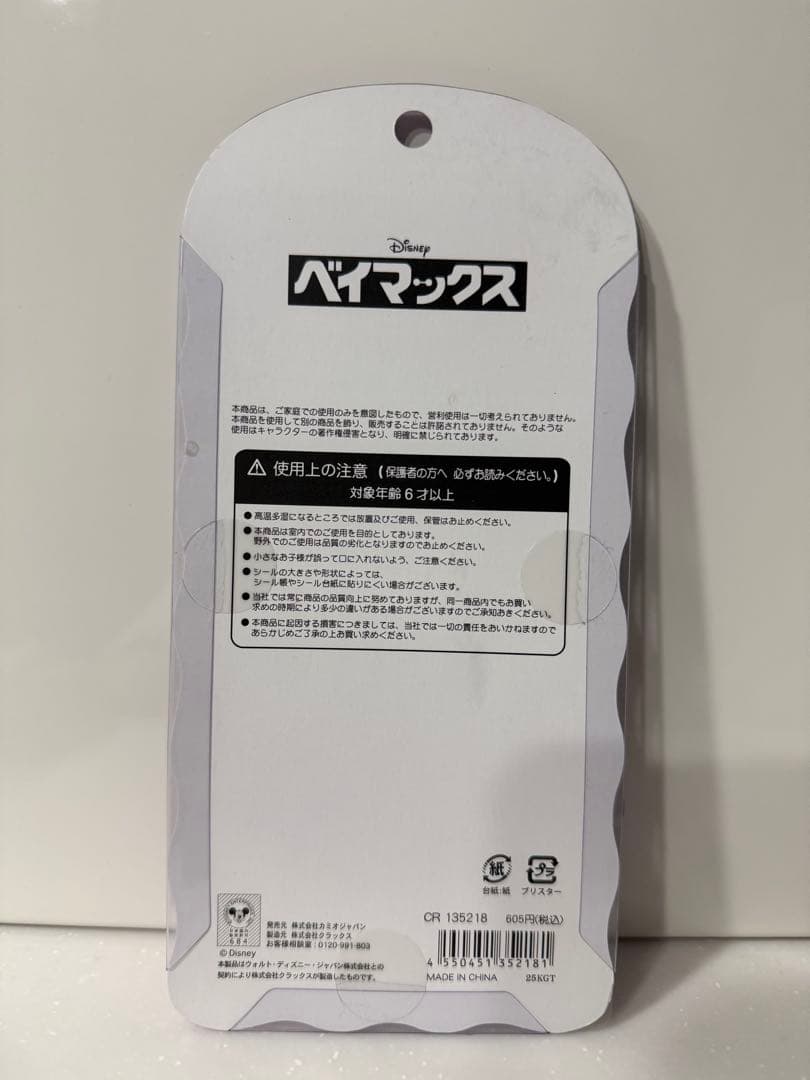 Disney
ベイマックス
本商品は、ご家庭での使用のみを意図したもので、営利使用は一切考えられておりません。
本商品を使用して別の商品を飾り、販売することは許諾されておりません。そのような
使用はキャラクターの著作権侵害となり、明確に禁じられております。
⚠ 使用上の注意 (保護者の方へ 必ずお読みください。)
対象年齢6才以上
●高温多湿になるところでは放置及びご使用、保管はお止めください。
●本商品は室内でのご使用を目的としております。
野外でのご使用は品質の劣化となりますのでお止めください。
●小さなお子様が誤って口に入れないよう、ご注意ください。
●シールの大きさや形状によっては、
シール帳やシール台紙に貼りにくい場合がございます。
●当社では常に商品の品質向上に努めておりますが、同一商品内でもお買い
求めの時期により多少の違いがある場合がございますのでご承知おきください。
●本商品に起因する損害につきましては、当社では一切の責任をおいかねますので
あらかじめご了承の上お買い求めください。
紙
プラ
台紙:紙
ブリスター
684
© Disney
発売元 株式会社カミオジャパン
製造元 株式会社クラックス
お客様相談室:0120-991-803
本製品はウォルト・ディズニー・ジャパン株式会社との
契約により株式会社クラックスが製造したものです。
CR 135218 605円(税込)
4 550451 352181
MADE IN CHINA 25KGT